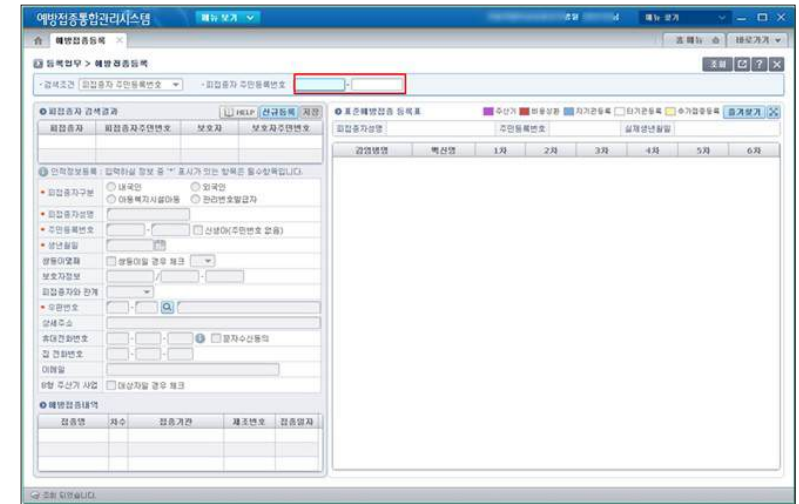 예방접종통합관리시스템 메뉴 보기 메뉴 보기
예방접종등록 홈 메뉴 바로가기
등록업무 > 예방접종등록 조회
-검색조건 피접종자 주민등록번호 -피접종자 주민등록번호 -
피접종자 검색결과 HELP 신규등록 저장
피접종자 피접종자주민번호 보호자 보호자주민번호
인적정보등록 : 입력하실 정보 중 '*' 표시가 있는 항목은 필수항목입니다.
피접종자구분 내국인 외국인
아동복지시설아동 관리번호발급자
피접종자성명
주민등록번호 - 신생아(주민번호 없음)
생년월일
쌍둥이형제 쌍둥이일 경우 체크
보호자정보 / -
피접종자와 관계
우편번호 -
상세주소
휴대전화번호 - - 문자수신동의
집 전화번호 - -
이메일
B형 주산기 사업 대상자일 경우 체크
예방접종내역
접종명 차수 접종기관 제조번호 접종일자
표준예방접종 등록표 주산기 비용상환 자기관등록 타기관등록 추가접종등록 즐겨찾기
피접종자성명 주민등록번호 실제생년월일
감염병명 백신명 1차 2차 3차 4차 5차 6차
조회 되었습니다.